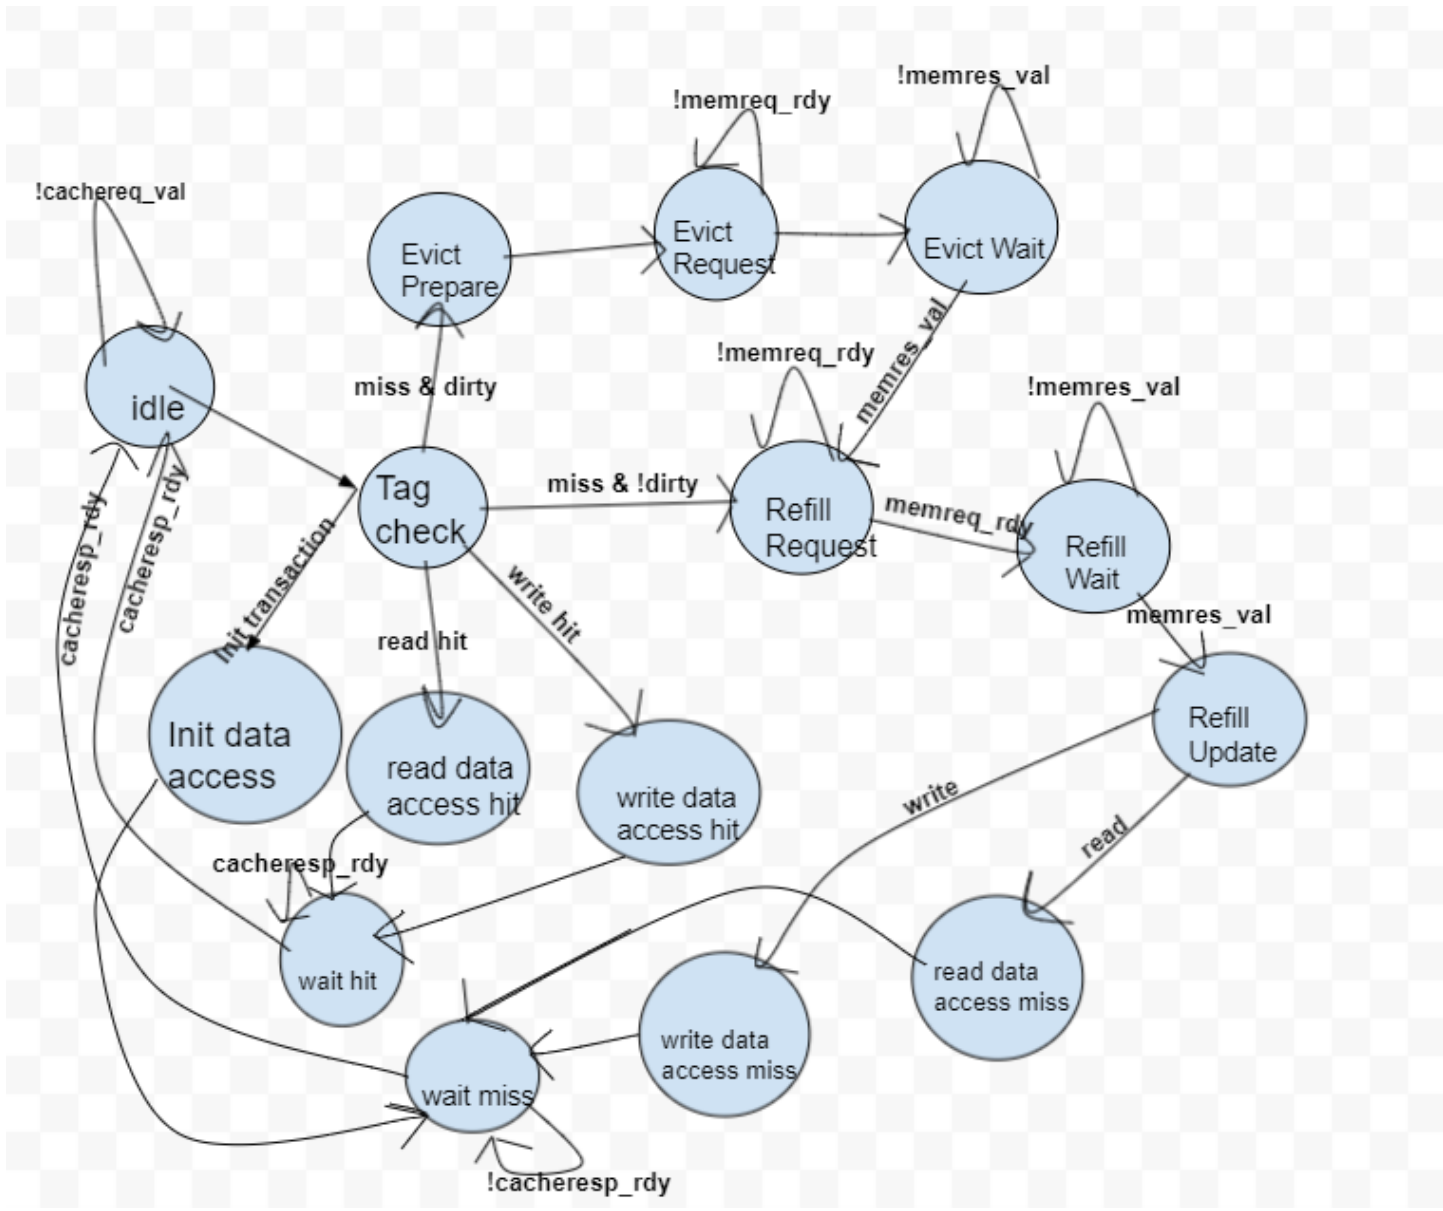 !memres_val
!memreq_rdy
!cachereq_val
Evict
Request
Evict Wait
Evict
Prepare
memres_val
!memreq_rdy
miss & dirty
!memres_val
idle
Tag
check
miss & !dirty
Refill
Request
memreq_rdy
Refill
Wait
cacheresp_rdy
cacheresp_rdy
Init transaction
write hit
read hit
memres_val
Refill
Update
Init data
access
read data
access hit
write data
access hit
write
read
cacheresp_rdy
wait hit
read data
access miss
write data
access miss
wait miss
!cacheresp_rdy